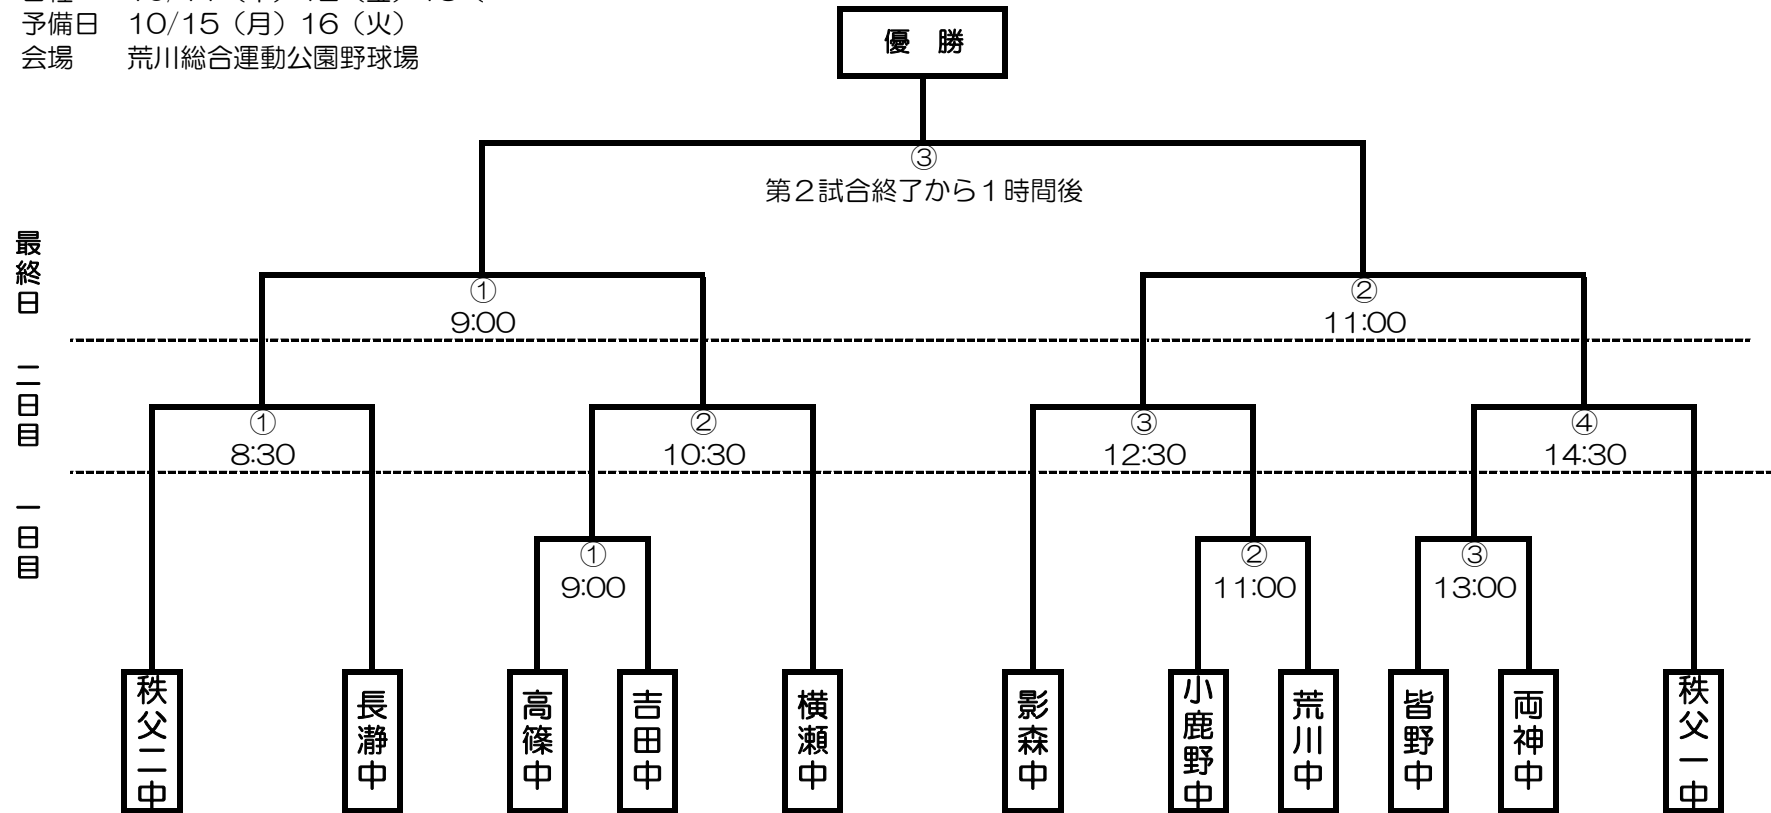 予備日 10/15（月）16（火）
会場 荒川総合運動公園野球場
優 勝
③
第２試合終了から１時間後
最終日
①
9:00
②
11:00
二日目
①
8:30
②
10:30
③
12:30
④
14:30
一日目
①
9:00
②
11:00
③
13:00
秩父二中
長瀞中
高篠中
吉田中
横瀬中
影森中
小鹿野中
荒川中
皆野中
両神中
秩父一中